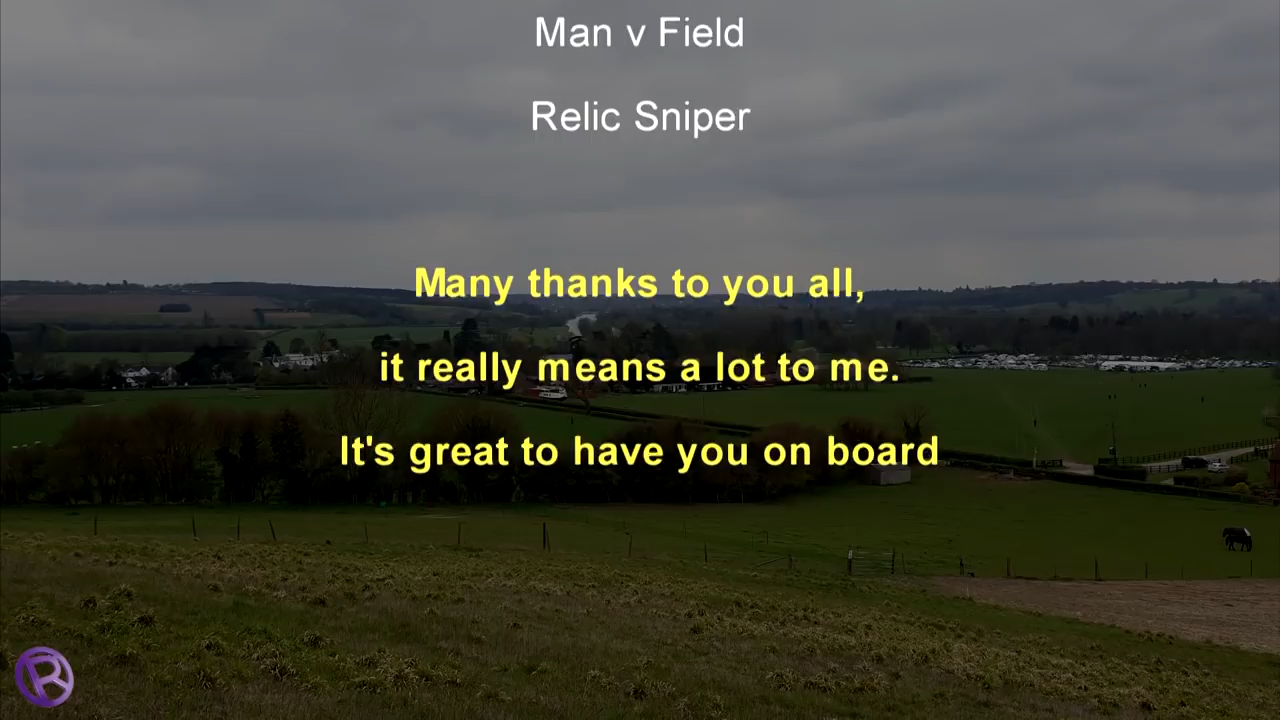 Man v Field
Relic Sniper
Many thanks to you all,
it really means a lot to me.
It's great to have you on board